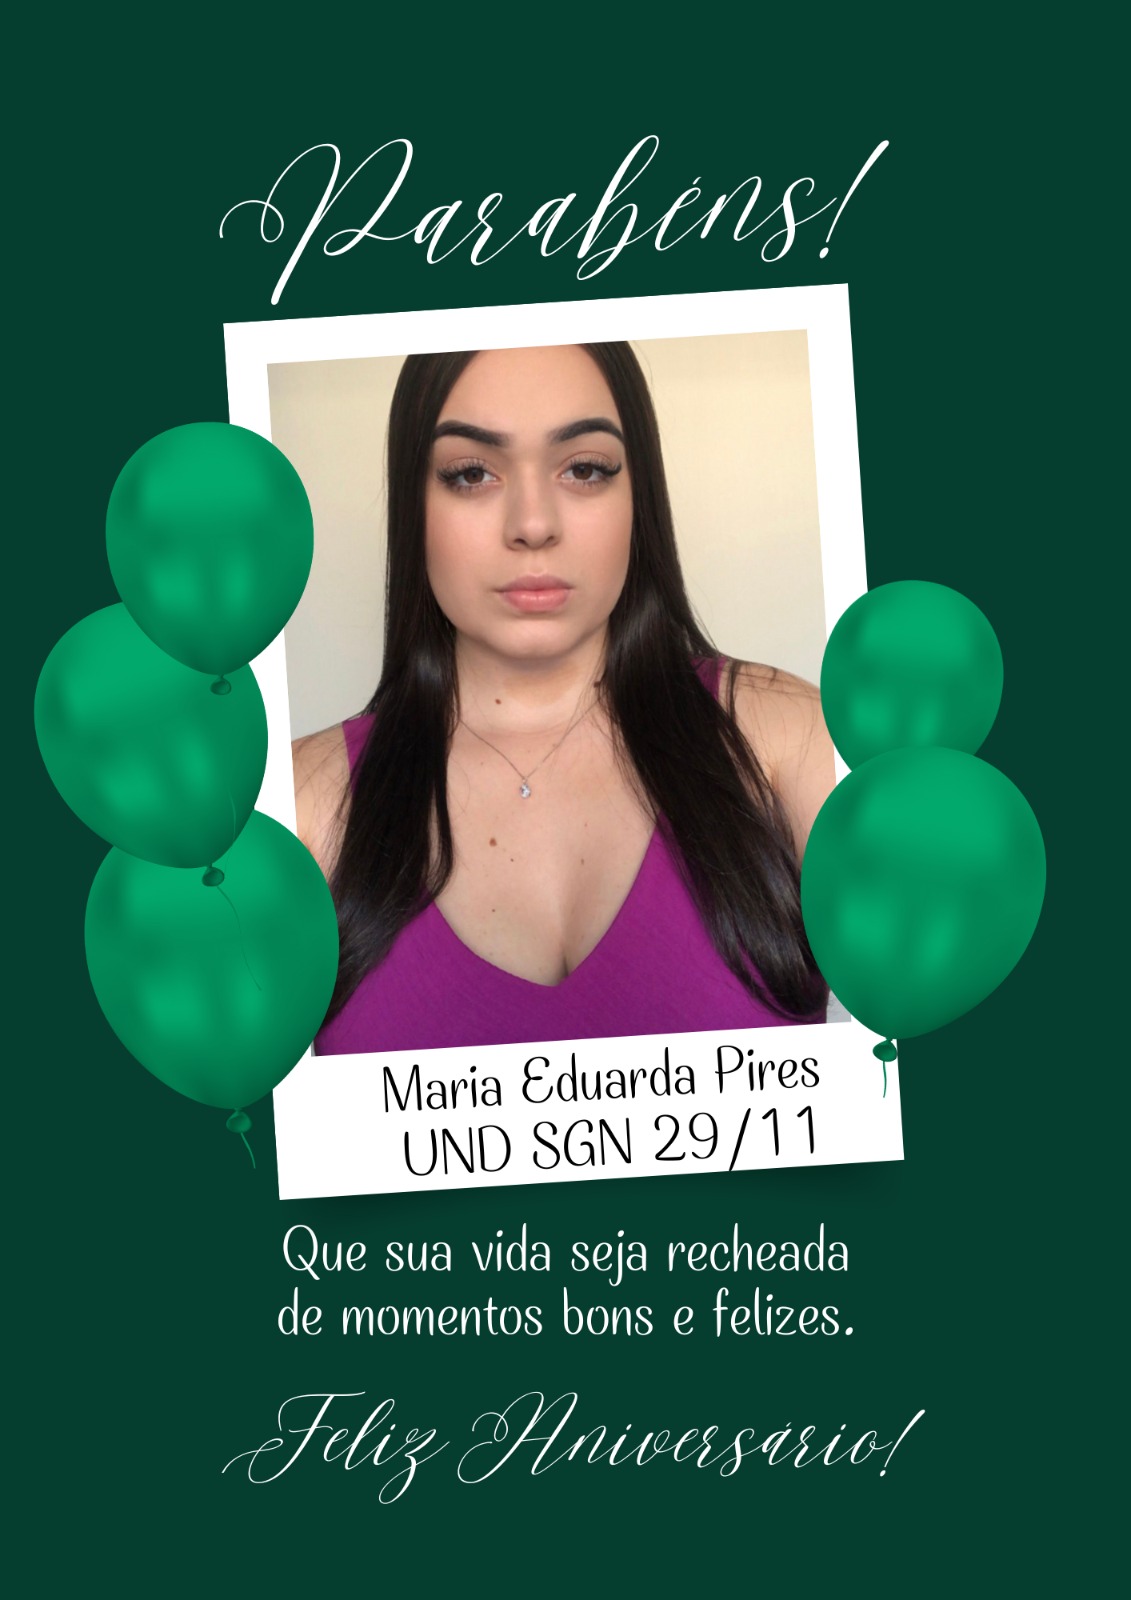 Parabéns!
Maria Eduarda Pires
UND SGN 29/11
Que sua vida seja recheada
de momentos bons e felizes.
Feliz Aniversário!